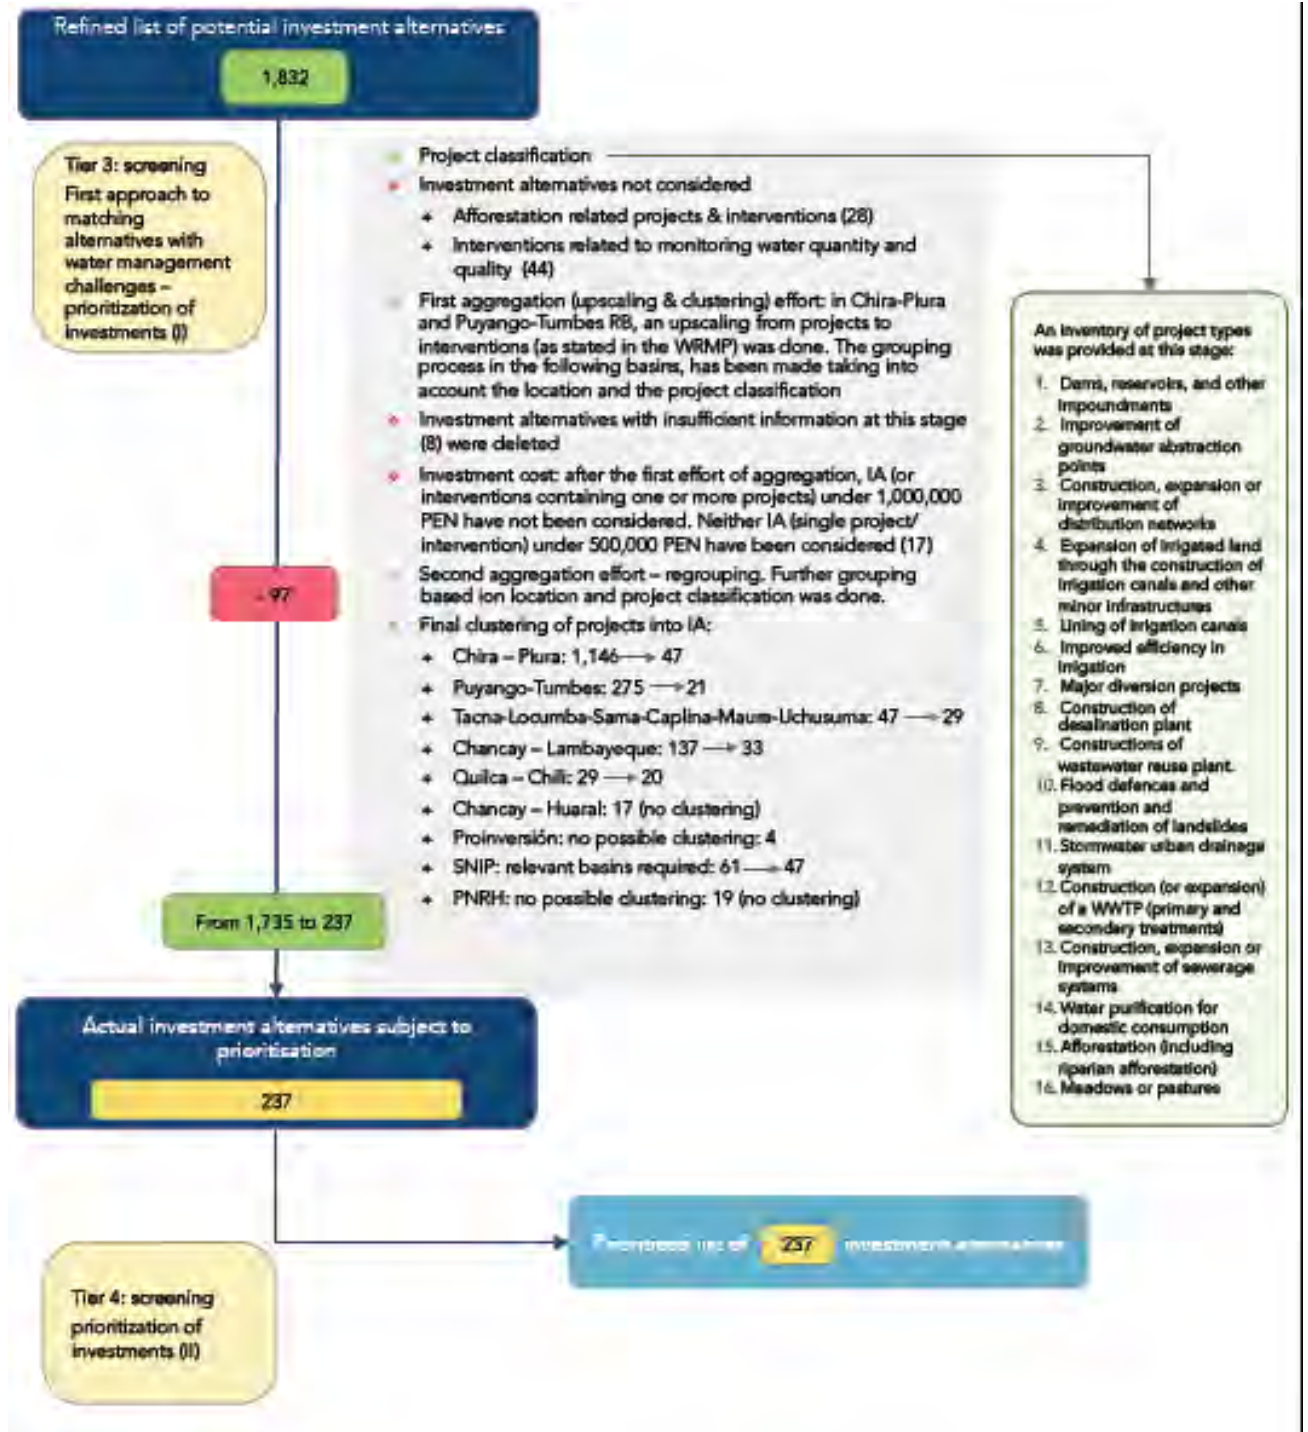 Refined list of potential investment alternatives
1,832
Tier 3: screening
First approach to
matching
alternatives with
water management
challenges –
prioritization of
investments (I)
Project classification
Investment alternatives not considered
Afforestation related projects & interventions (28)
Interventions related to monitoring water quantity and
quality (44)
First aggregation (upscaling & clustering) effort: in Chira-Piura
and Puyango-Tumbes RB, an upscaling from projects to
interventions (as stated in the WRMP) was done. The grouping
process in the following basins, has been made taking into
account the location and the project classification
Investment alternatives with insufficient information at this stage
(8) were deleted
Investment cost: after the first effort of aggregation, IA (or
interventions containing one or more projects) under 1,000,000
PEN have not been considered. Neither IA (single project/
intervention) under 500,000 PEN have been considered (17)
Second aggregation effort – regrouping. Further grouping
based ion location and project classification was done.
Final clustering of projects into IA:
Chira – Piura: 1,146 → 47
Puyango-Tumbes: 275 → 21
Tacna-Locumba-Sama-Caplina-Maure-Uchusuma: 47 → 29
Chancay – Lambayeque: 137 → 33
Quilca – Chili: 29 → 20
Chancay – Huaral: 17 (no clustering)
Proinversión: no possible clustering: 4
SNIP: relevant basins required: 61 → 47
PNRH: no possible clustering: 19 (no clustering)
- 97
From 1,735 to 237
An inventory of project types
was provided at this stage:
1. Dams, reservoirs, and other
impoundments
2. Improvement of
groundwater abstraction
points
3. Construction, expansion or
improvement of
distribution networks
4. Expansion of irrigated land
through the construction of
irrigation canals and other
minor infrastructures
5. Lining of irrigation canals
6. Improved efficiency in
irrigation
7. Major diversion projects
8. Construction of
desalination plant
9. Constructions of
wastewater reuse plant.
10. Flood defences and
prevention and
remediation of landslides
11. Stormwater urban drainage
system
12. Construction (or expansion)
of a WWTP (primary and
secondary treatments)
13. Construction, expansion or
improvement of sewerage
systems
14. Water purification for
domestic consumption
15. Afforestation (including
riparian afforestation)
16. Meadows or pastures
Actual investment alternatives subject to
prioritisation
237
Prioritized list of 237 investment alternatives
Tier 4: screening
prioritization of
investments (II)